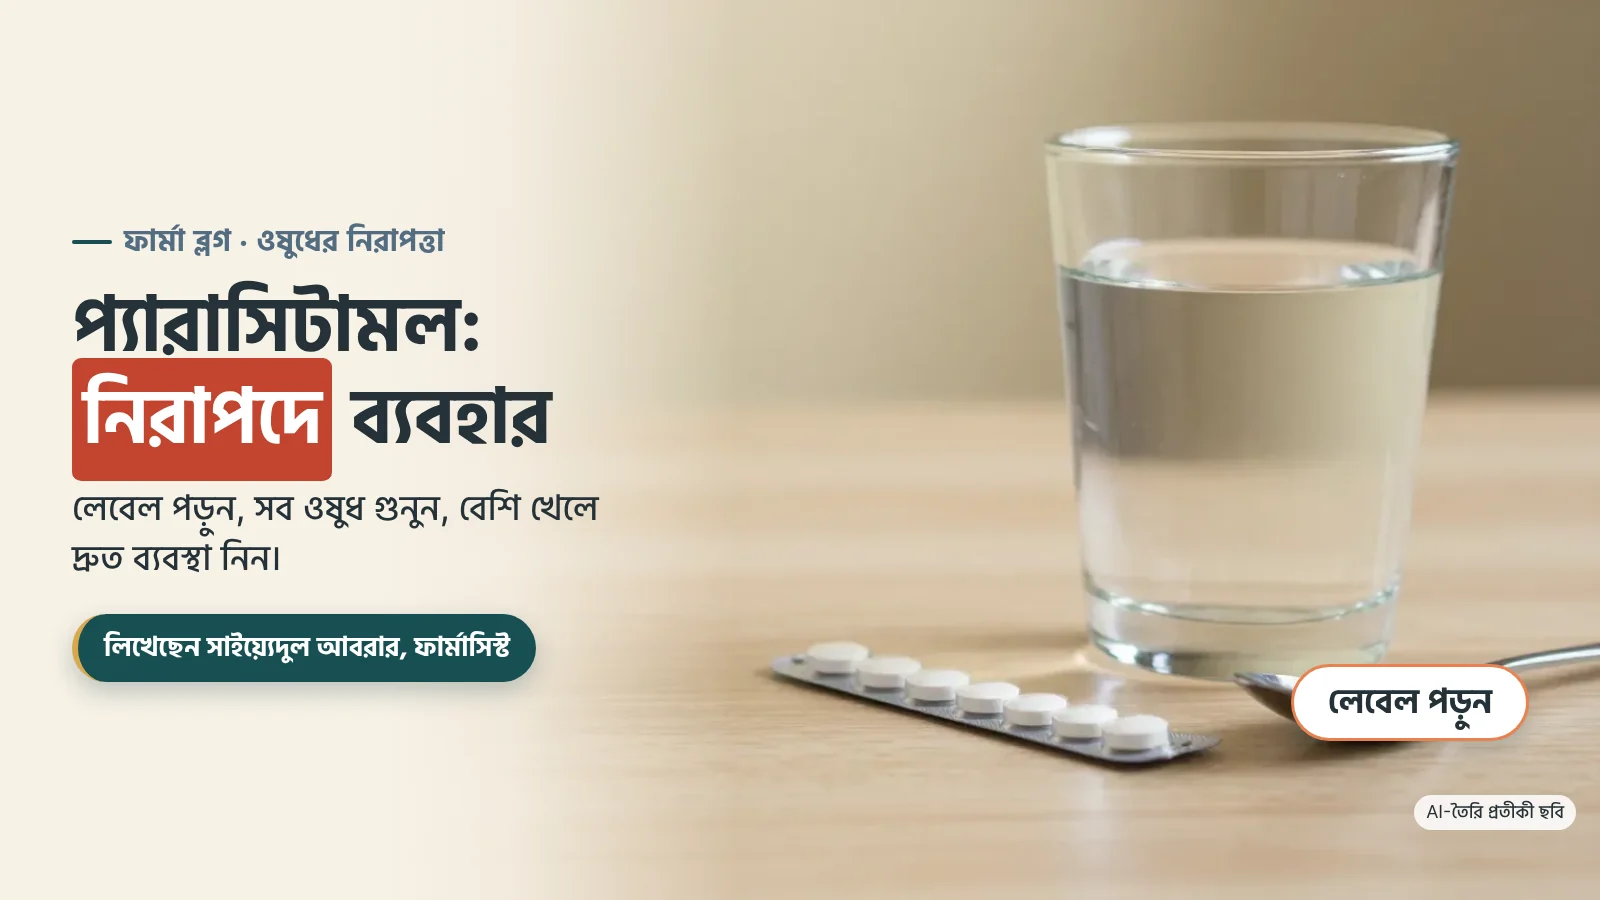 ফার্মা ব্লগ · ওষুধের নিরাপত্তা
প্যারাসিটামল:
নিরাপদে ব্যবহার
লেবেল পড়ুন, সব ওষুধ গুনুন, বেশি খেলে
দ্রুত ব্যবস্থা নিন।
লিখেছেন সাইয়্যেদুল আবরার, ফার্মাসিস্ট
লেবেল পড়ুন
AI-তৈরি প্রতীকী ছবি